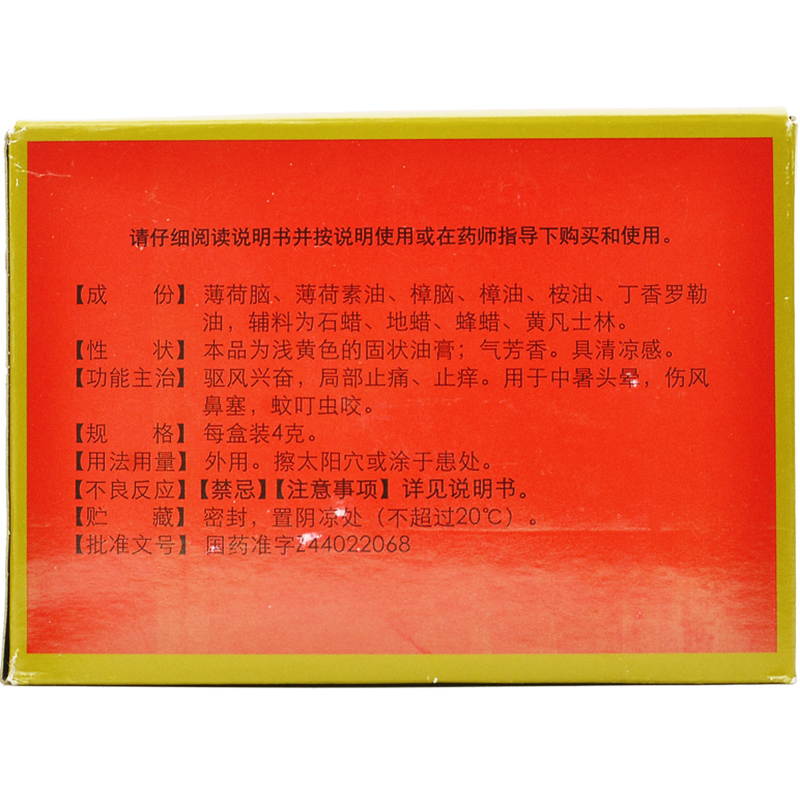 请仔细阅读说明书并按说明使用或在药师指导下购买和使用。
【成 份】薄荷脑、薄荷素油、樟脑、樟油、桉油、丁香罗勒
油，辅料为石蜡、地蜡、蜂蜡、黄凡士林。
【性 状】本品为浅黄色的固状油膏；气芳香。具清凉感。
【功能主治】驱风兴奋，局部止痛、止痒。用于中暑头晕，伤风
鼻塞，蚊叮虫咬。
【规 格】每盒装4克。
【用法用量】外用。擦太阳穴或涂于患处。
【不良反应】【禁忌】【注意事项】详见说明书。
【贮 藏】密封，置阴凉处（不超过20℃）。
【批准文号】国药准字Z44022068